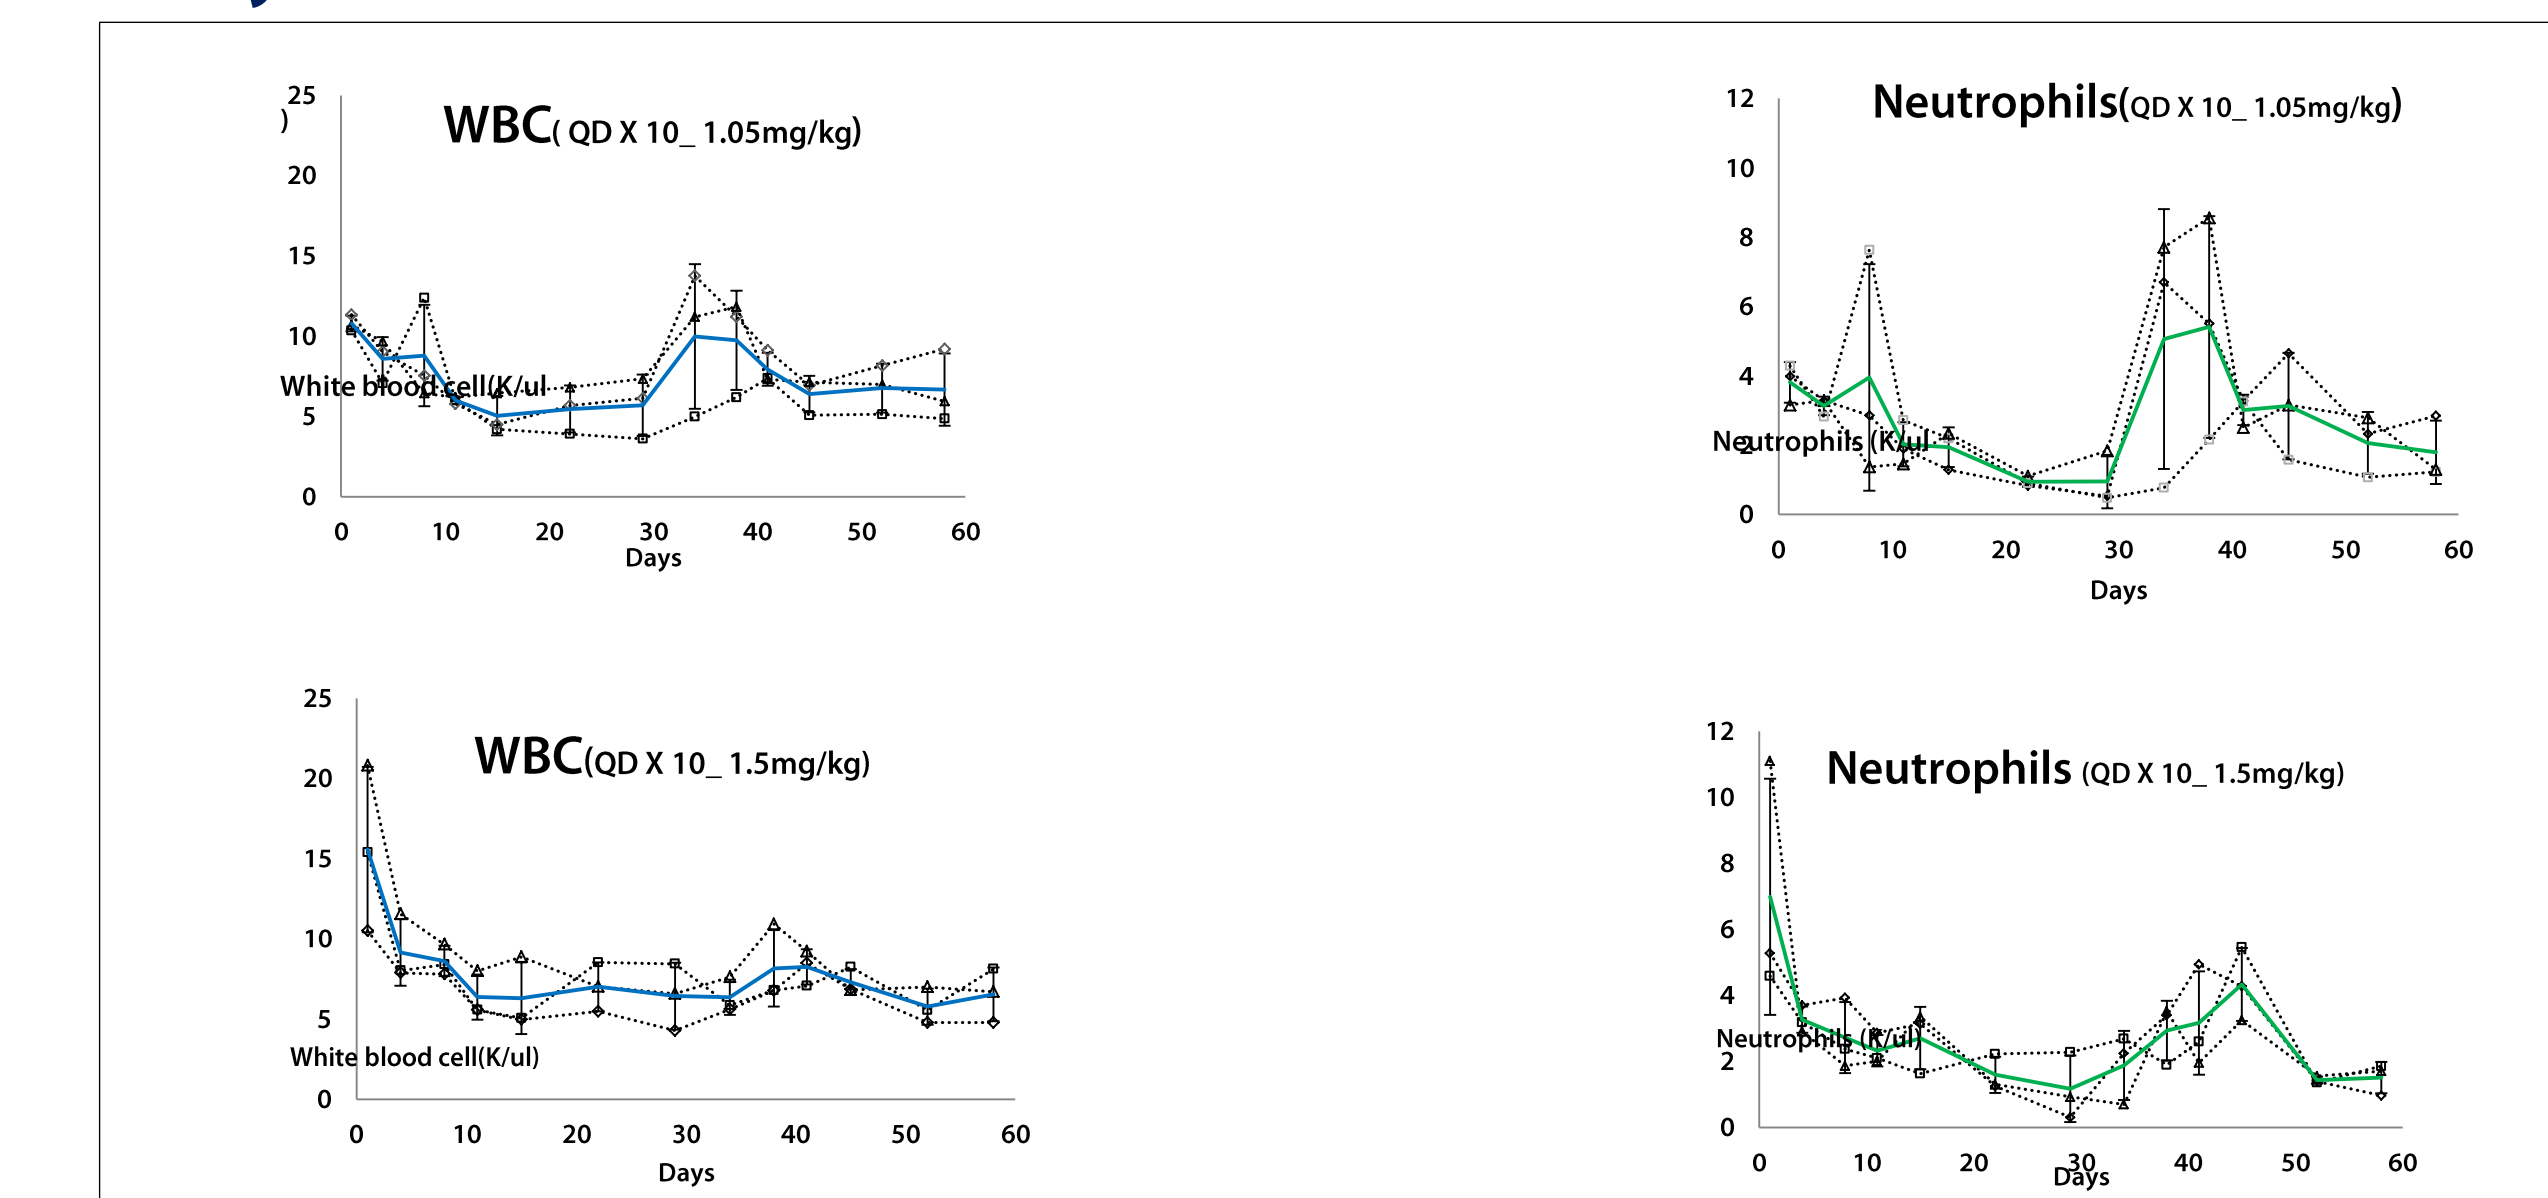 25
)
WBC( QD X 10_ 1.05mg/kg)
20
15
10
White blood cell(K/ul
5
0
0 10 20 30 40 50 60
Days
12
Neutrophils(QD X 10_ 1.05mg/kg)
10
8
6
4
2
Neutrophils (K/ul
0
0 10 20 30 40 50 60
Days
25
WBC(QD X 10_ 1.5mg/kg)
20
15
10
5
White blood cell(K/ul)
0
0 10 20 30 40 50 60
Days
12
Neutrophils (QD X 10_ 1.5mg/kg)
10
8
6
4
Neutrophils (K/ul)
2
0
0 10 20 30 40 50 60
Days